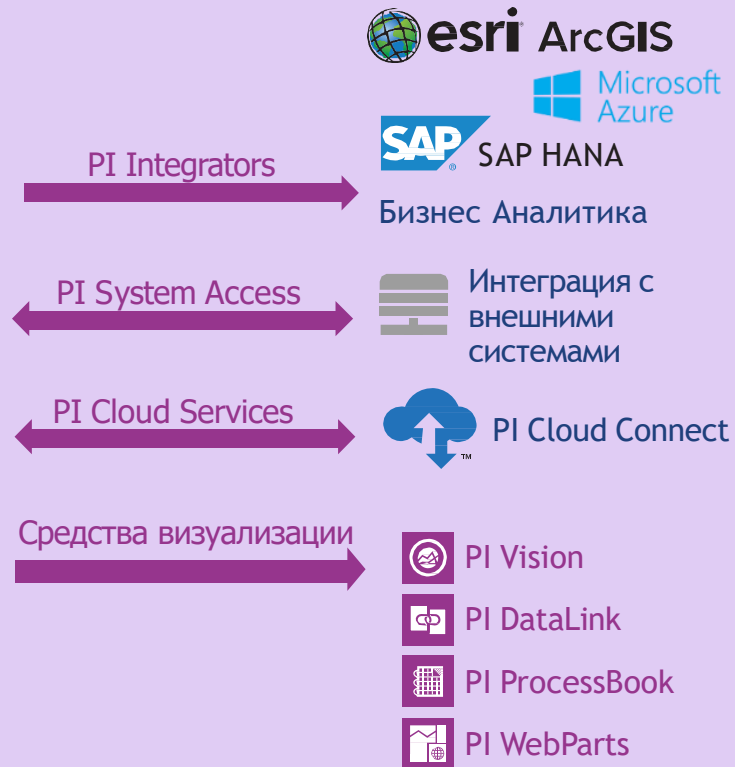 esri ArcGIS
Microsoft
Azure
SAP
®
SAP HANA
PI Integrators
Бизнес Аналитика
PI System Access
Интеграция с
внешними
системами
PI Cloud Services
PI Cloud Connect
TM
Средства визуализации
PI Vision
PI DataLink
PI ProcessBook
PI WebParts